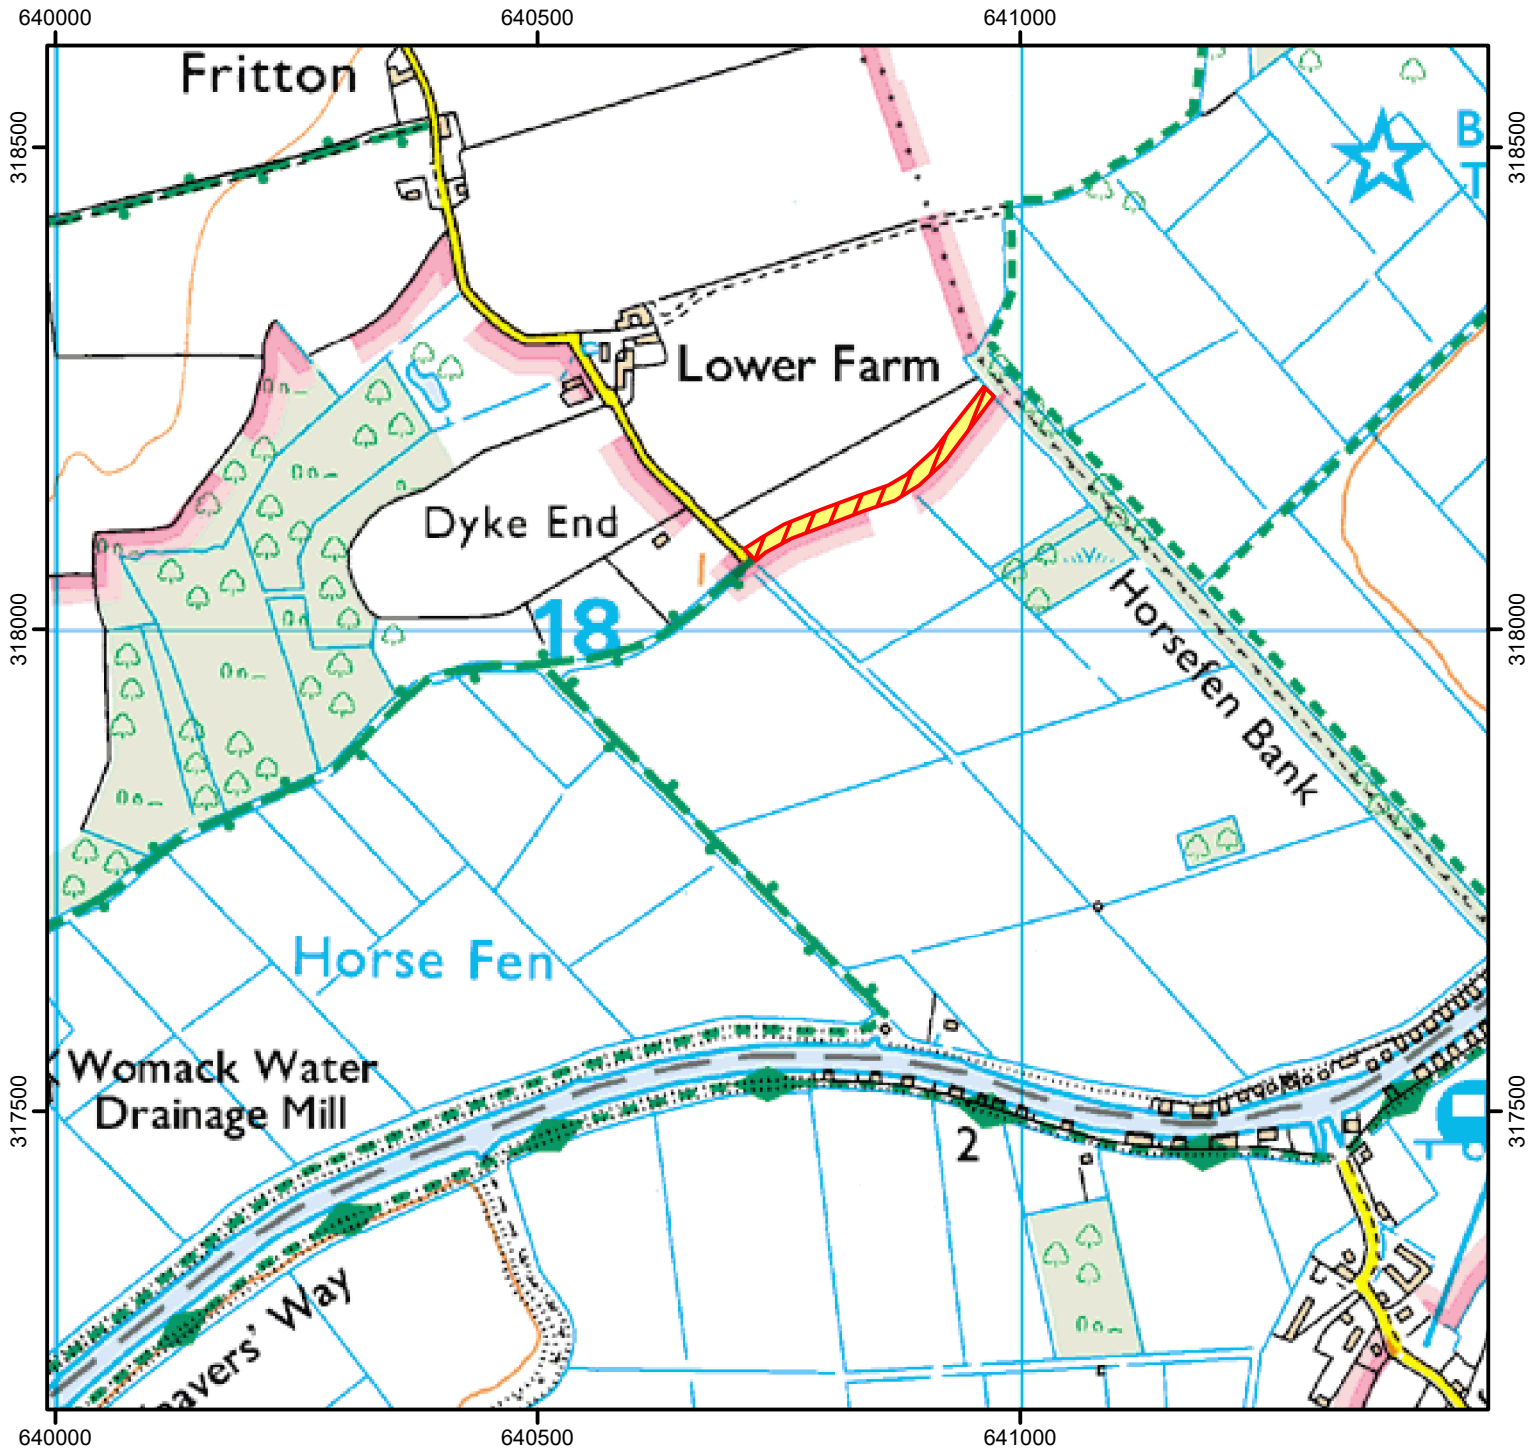 640000 640500 641000
Fritton
318500
318500
B
T
Lower Farm
Dyke End
18
318000
318000
Horsefen Bank
Horse Fen
Womack Water
Drainage Mill
317500
317500
2
eavers' Way
640000 640500 641000